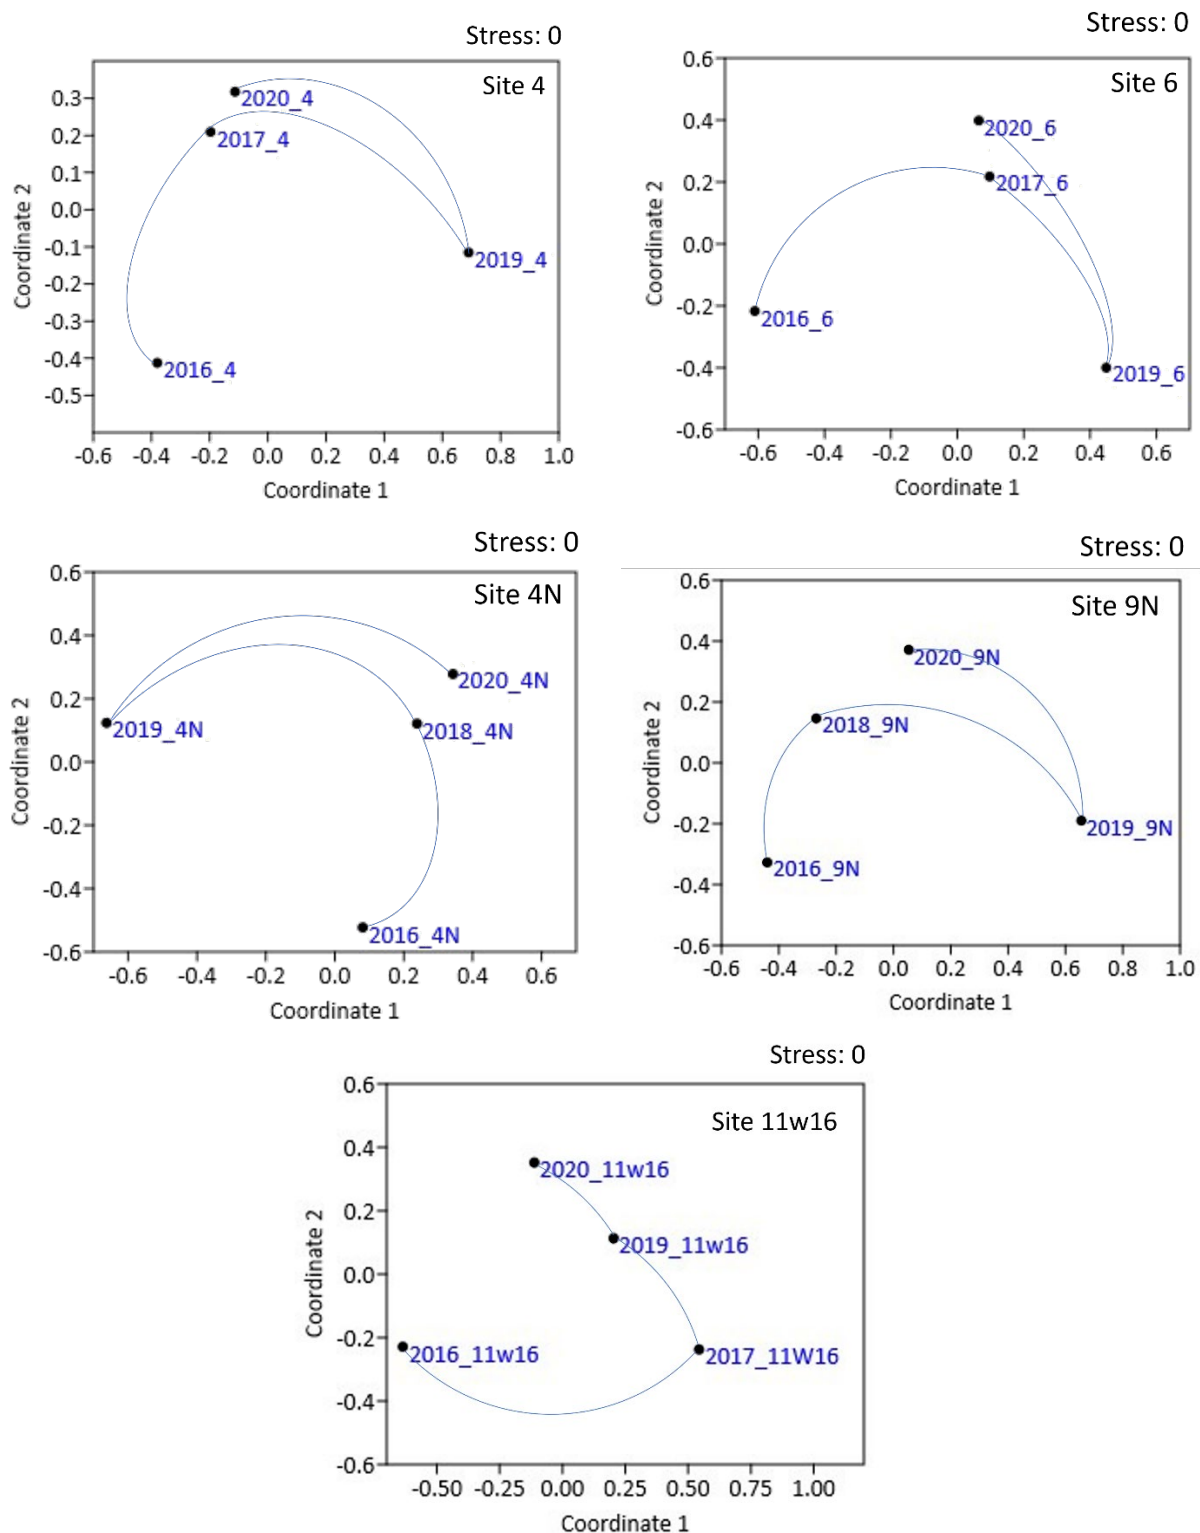 Stress: 0
Site 4
0.3
0.2
0.1
0.0
-0.1
-0.2
-0.3
-0.4
-0.5
Coordinate 2
2020_4
2017_4
2019_4
2016_4
-0.6 -0.4 -0.2 0.0 0.2 0.4 0.6 0.8 1.0
Coordinate 1
Stress: 0
Site 6
0.6
0.4
0.2
0.0
-0.2
-0.4
-0.6
Coordinate 2
2020_6
2017_6
2016_6
2019_6
-0.6 -0.4 -0.2 0.0 0.2 0.4 0.6
Coordinate 1
Stress: 0
Site 4N
0.6
0.4
0.2
0.0
-0.2
-0.4
-0.6
Coordinate 2
2020_4N
2019_4N
2018_4N
2016_4N
-0.6 -0.4 -0.2 0.0 0.2 0.4 0.6
Coordinate 1
Stress: 0
Site 9N
0.6
0.4
0.2
0.0
-0.2
-0.4
-0.6
Coordinate 2
2020_9N
2018_9N
2019_9N
2016_9N
-0.6 -0.4 -0.2 0.0 0.2 0.4 0.6 0.8 1.0
Coordinate 1
Stress: 0
Site 11w16
0.6
0.4
0.2
0.0
-0.2
-0.4
-0.6
Coordinate 2
2020_11w16
2019_11w16
2016_11w16
2017_11W16
-0.50 -0.25 0.00 0.25 0.50 0.75 1.00
Coordinate 1